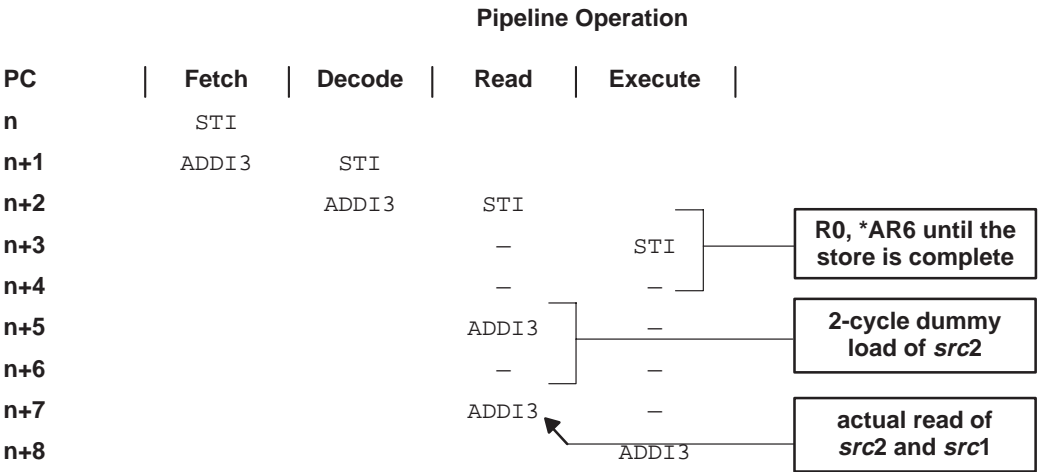 Pipeline Operation
PC | Fetch | Decode | Read | Execute |
n STI
n+1 ADDI3 STI
n+2 ADDI3 STI
n+3 – STI
n+4 – –
R0, *AR6 until the
store is complete
n+5 ADDI3 –
n+6 – –
2-cycle dummy
load of src2
n+7 ADDI3 –
n+8 ADDI3
actual read of
src2 and src1